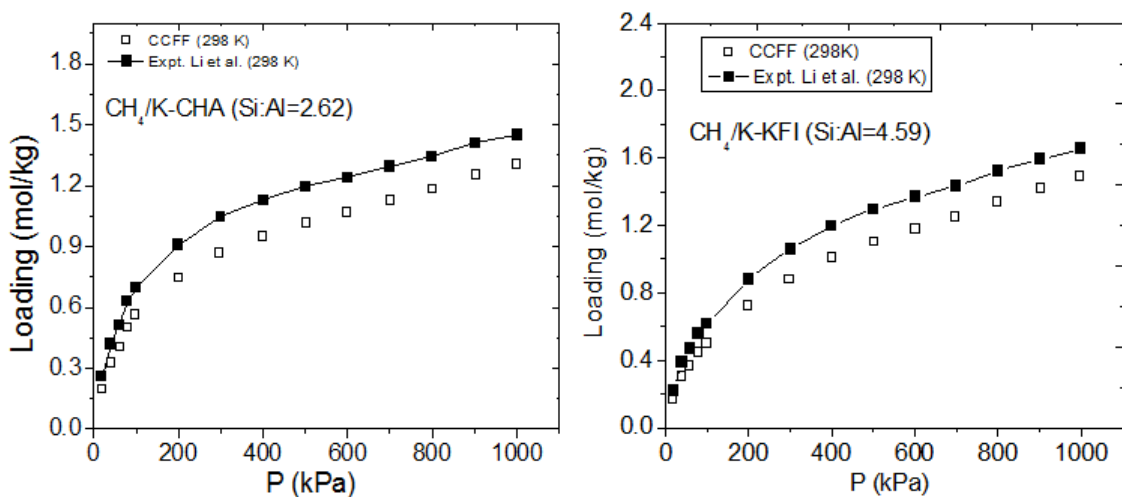 CCFF (298 K)
Expt. Li et al. (298 K)
CH4/K-CHA (Si:Al=2.62)
Loading (mol/kg)
1.8
1.5
1.2
0.9
0.6
0.3
0.0
0 200 400 600 800 1000
P (kPa)
CCFF (298K)
Expt. Li et al. (298 K)
CH4/K-KFI (Si:Al=4.59)
Loading (mol/kg)
2.4
2.0
1.6
1.2
0.8
0.4
0.0
0 200 400 600 800 1000
P (kPa)